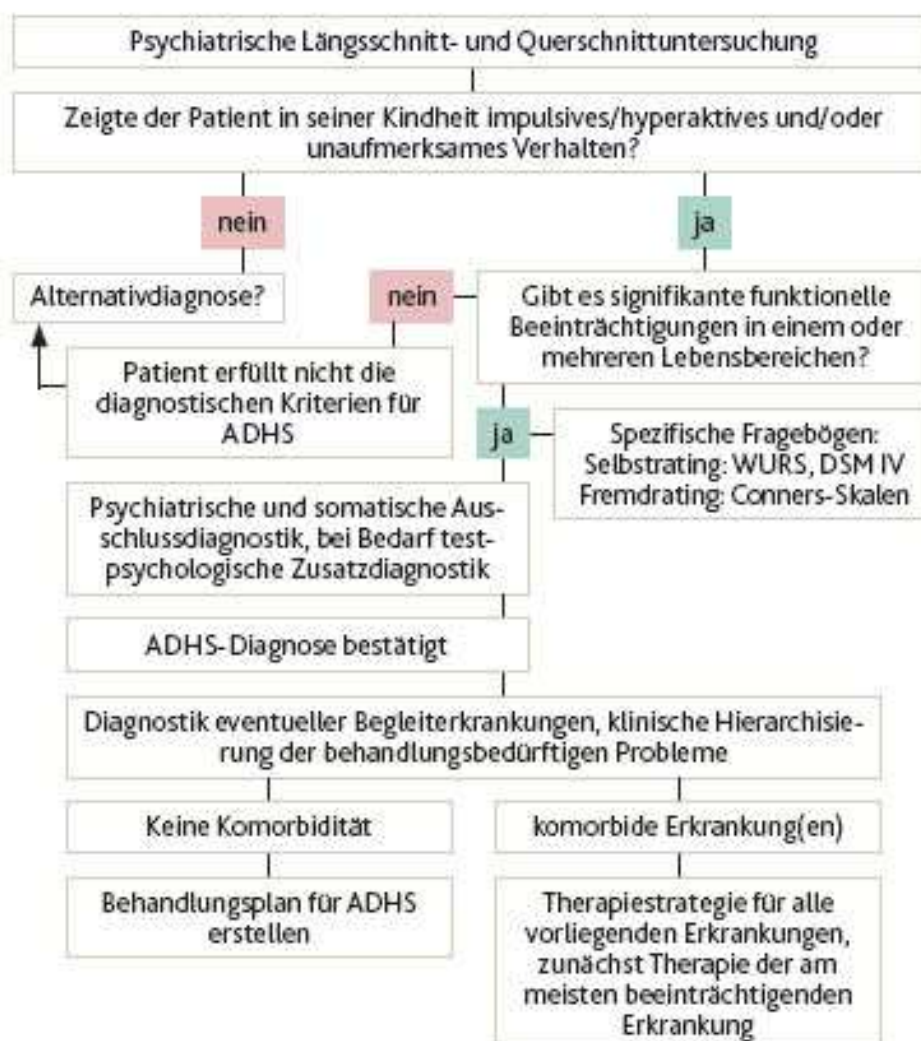 Psychiatrische Längsschnitt- und Querschnittuntersuchung
Zeigte der Patient in seiner Kindheit impulsives/hyperaktives und/oder
unaufmerksames Verhalten?
nein
ja
Alternativdiagnose?
nein
Gibt es signifikante funktionelle
Beeinträchtigungen in einem oder
mehreren Lebensbereichen?
Patient erfüllt nicht die
diagnostischen Kriterien für
ADHS
ja
Spezifische Fragebögen:
Selbstrating: WURS, DSM IV
Fremdrating: Conners-Skalen
Psychiatrische und somatische Aus-
schlussdiagnostik, bei Bedarf test-
psychologische Zusatzdiagnostik
ADHS-Diagnose bestätigt
Diagnostik eventueller Begleiterkrankungen, klinische Hierarchisie-
rung der behandlungsbedürftigen Probleme
Keine Komorbidität
komorbide Erkrankung(en)
Behandlungsplan für ADHS
erstellen
Therapiestrategie für alle
vorliegenden Erkrankungen,
zunächst Therapie der am
meisten beeinträchtigenden
Erkrankung